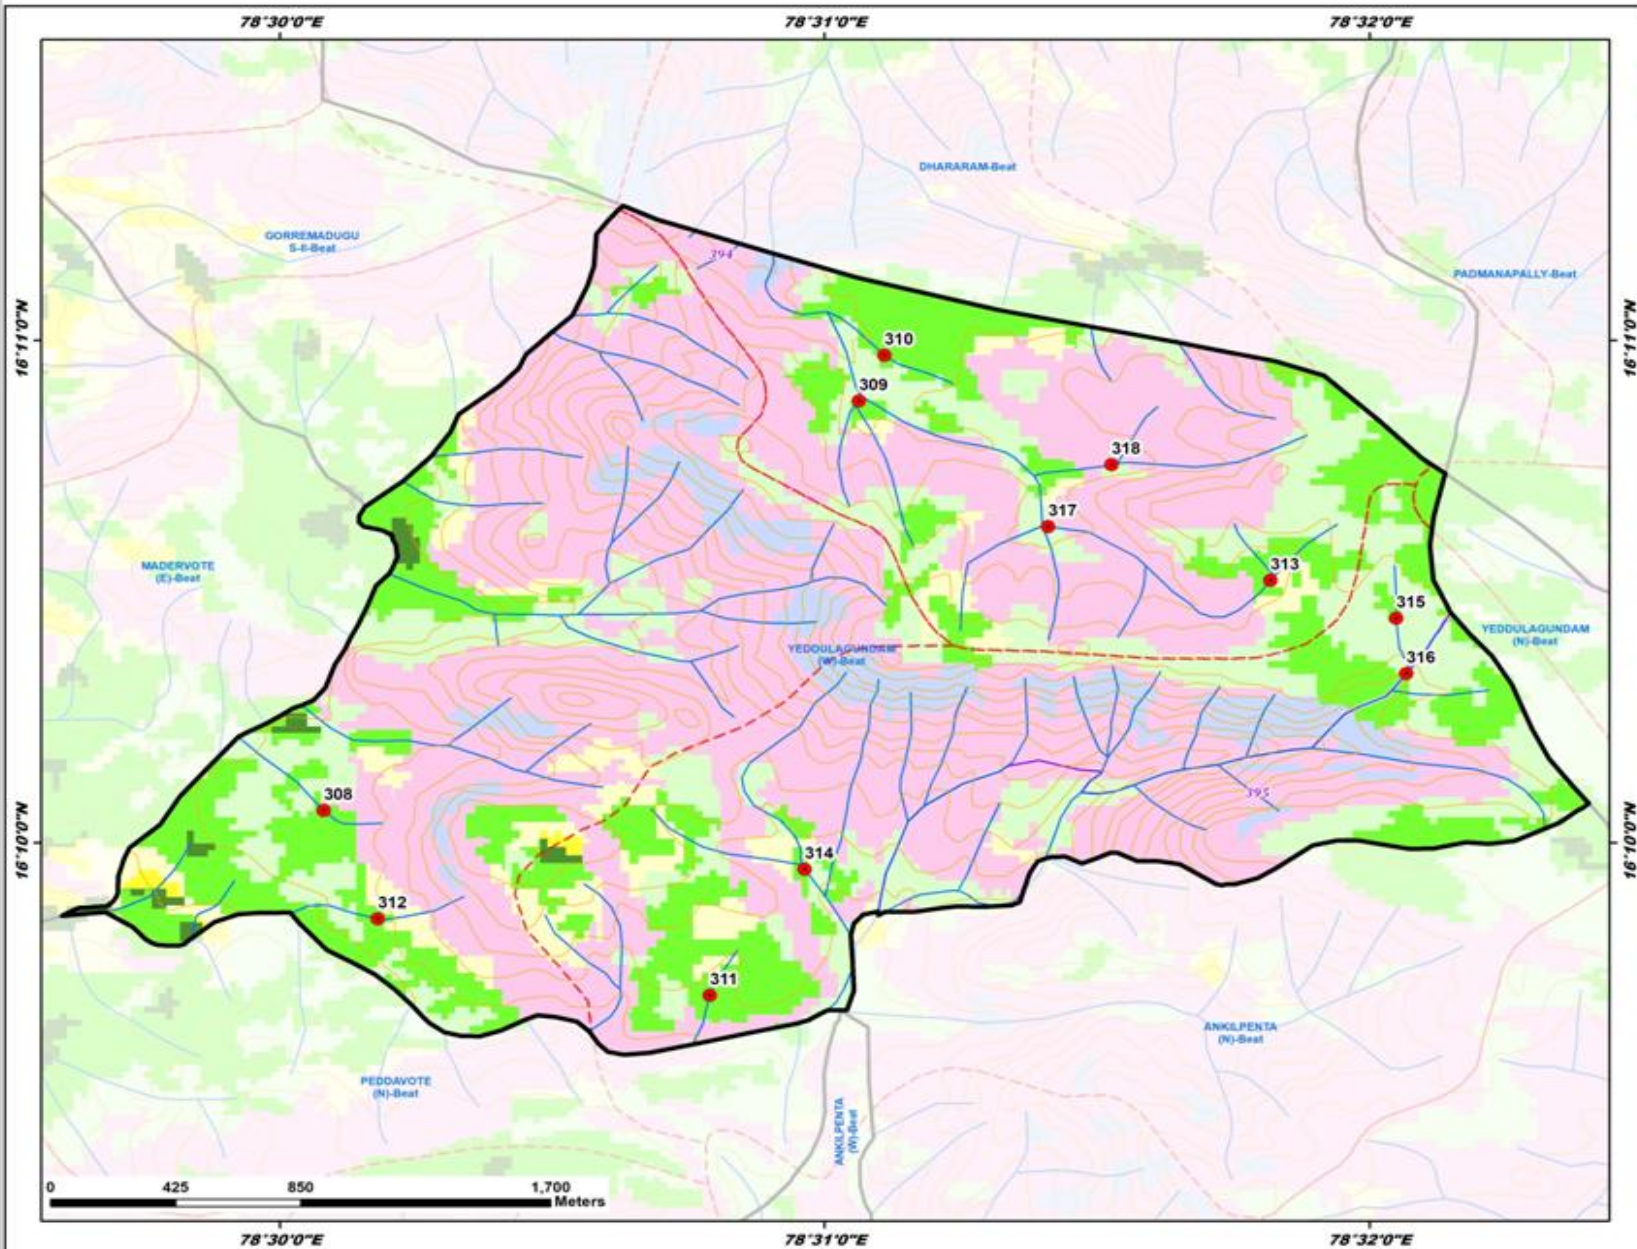 78°30'0"E 78°31'0"E 78°32'0"E
DHARARAM-Beat
GORREMADUGU
S-II-Beat
394
PADMANAPALLY-Beat
16°11'0"N
16°11'0"N
310
309
318
317
MADERVOTE
(E)-Beat
313
315
YEDDULAGUNDAM
(N)-Beat
YEDDULAGUNDAM
(W)-Beat
316
308
395
16°10'0"N
16°10'0"N
314
312
311
ANKILPENTA
(N)-Beat
PEDDAVOTE
(N)-Beat
ANKILPENTA
(W)-Beat
0 425 850 1,700
Meters
78°30'0"E 78°31'0"E 78°32'0"E